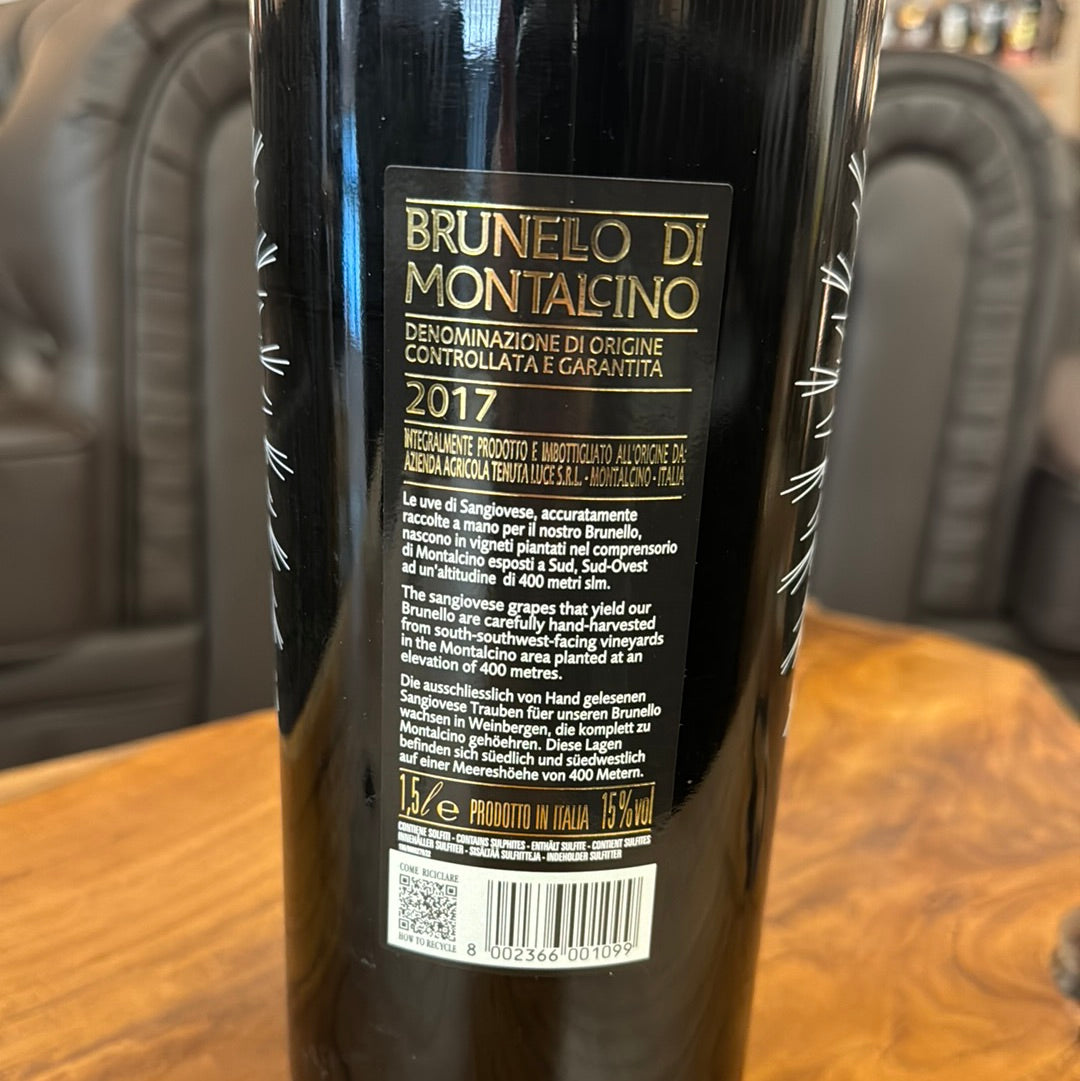 BRUNELLO DI
MONTALCINO
DENOMINAZIONE DI ORIGINE
CONTROLLATA E GARANTITA
2017
INTEGRALMENTE PRODOTTO E IMBOTTIGLIATO ALL'ORIGINE DA:
AZIENDA AGRICOLA TENUTA LUCE S.R.L. - MONTALCINO - ITALIA
Le uve di Sangiovese, accuratamente
raccolte a mano per il nostro Brunello,
nascono in vigneti piantati nel comprensorio
di Montalcino esposti a Sud, Sud-Ovest
ad un'altitudine di 400 metri slm.
The sangiovese grapes that yield our
Brunello are carefully hand-harvested
from south-southwest-facing vineyards
in the Montalcino area planted at an
elevation of 400 metres.
Die ausschliesslich von Hand gelesenen
Sangiovese Trauben füer unseren Brunello
wachsen in Weinbergen, die komplett zu
Montalcino gehöehren. Diese Lagen
befinden sich süedlich und süedwestlich
auf einer Meereshöehe von 400 Metern.
1,5 l e PRODOTTO IN ITALIA 15%vol
CONTIENE SOLFITI - CONTAINS SULPHITES - ENTHÄLT SULFITE - CONTIENT SULFITES
INNEHÅLLER SULFITER - SISÄLTÄÄ SULFIITTEJA - INDEHOLDER SULFITTER
COME RICICLARE
HOW TO RECYCLE
8 002366 001099